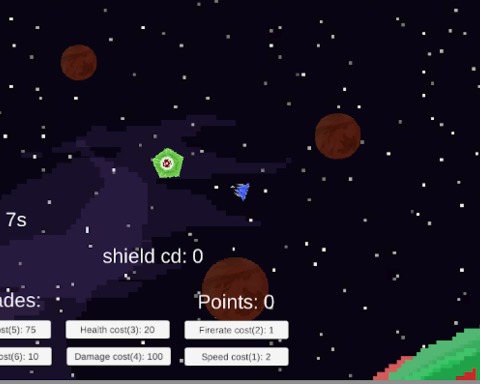 7s
shield cd: 0
ades:
Points: 0
ost(5): 75
Health cost(3): 20
Firerate cost(2): 1
ost(6): 10
Damage cost(4): 100
Speed cost(1): 2